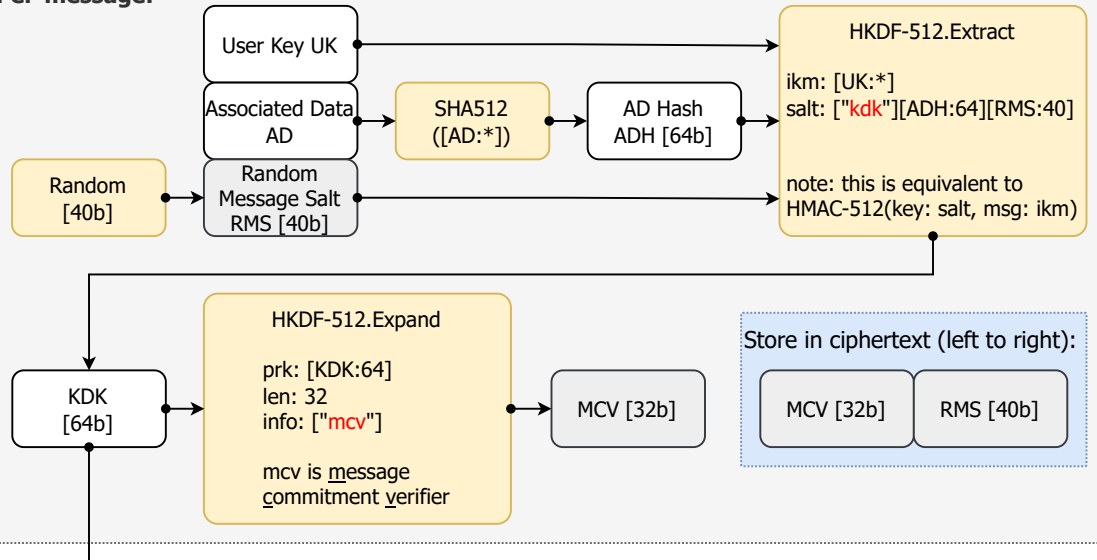 User Key UK
Associated Data
AD
SHA512
([AD:*])
AD Hash
ADH [64b]
Random
[40b]
Random
Message Salt
RMS [40b]
HKDF-512.Extract
ikm: [UK:*]
salt: ["kdk"][ADH:64][RMS:40]
note: this is equivalent to
HMAC-512(key: salt, msg: ikm)
KDK
[64b]
HKDF-512.Expand
prk: [KDK:64]
len: 32
info: ["mcv"]
mcv is message
commitment verifier
MCV [32b]
Store in ciphertext (left to right):
MCV [32b]
RMS [40b]